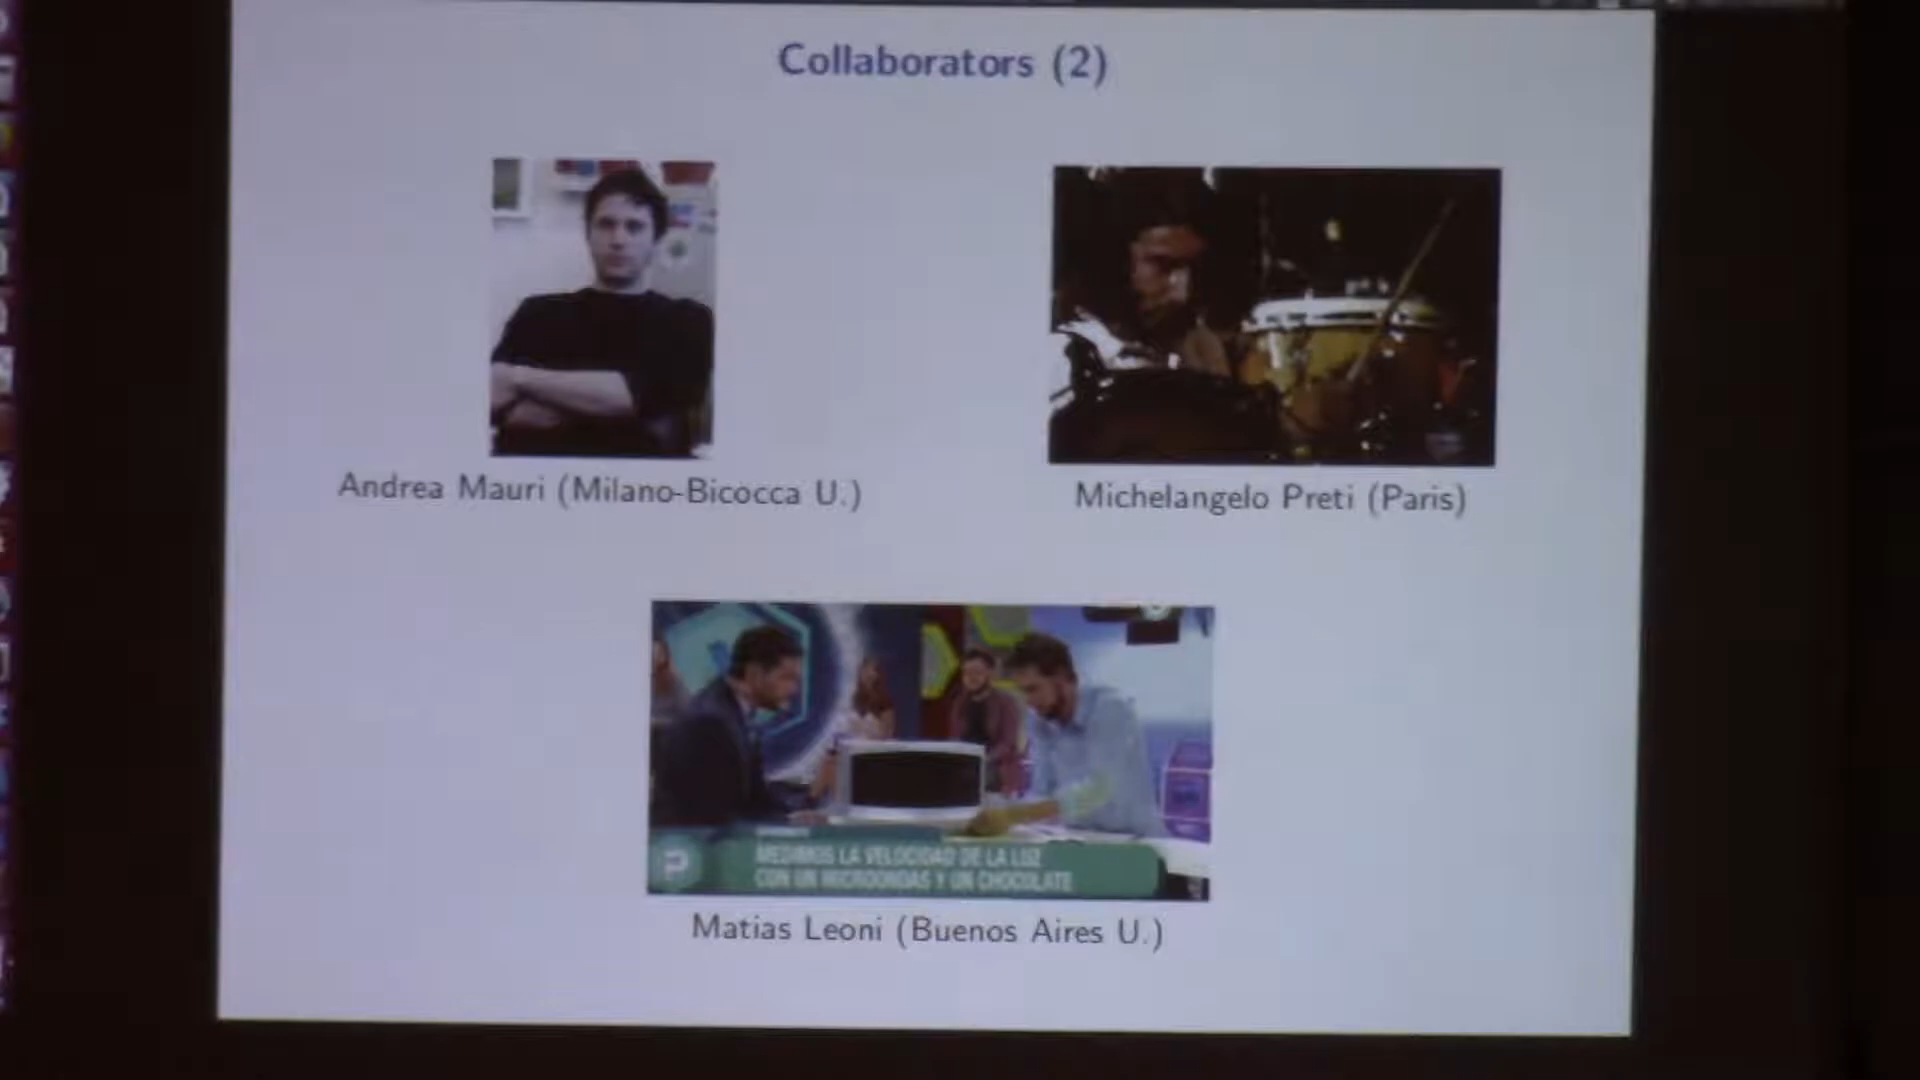 Collaborators (2)
Andrea Mauri (Milano-Bicocca U.)
Michelangelo Preti (Paris)
MEDIMOS LA VELOCIDAD DE LA LUZ
CON UN MICROONDAS Y UN CHOCOLATE
Matias Leoni (Buenos Aires U.)